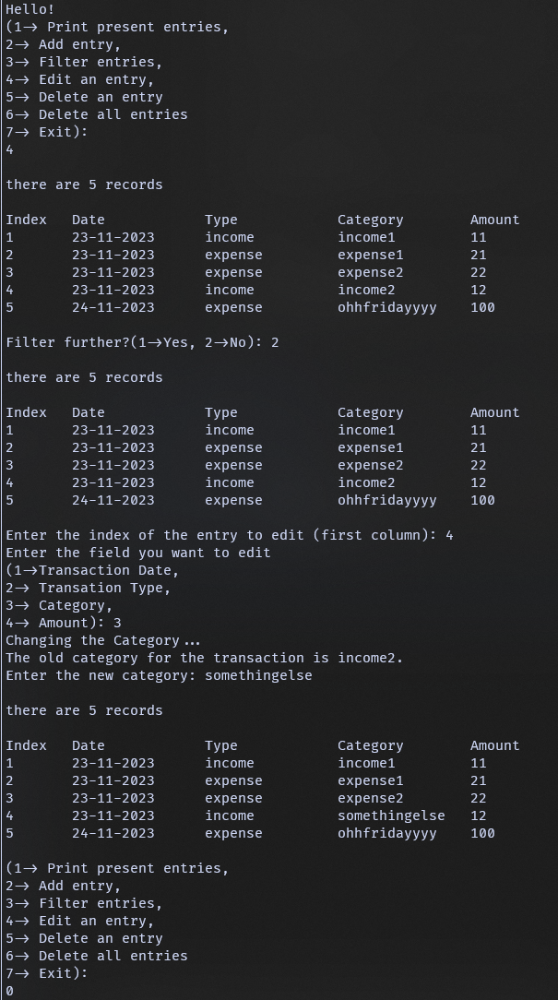 Hello!
(1-> Print present entries,
2-> Add entry,
3-> Filter entries,
4-> Edit an entry,
5-> Delete an entry
6-> Delete all entries
7-> Exit):
4
there are 5 records
Index Date Type Category Amount
1 23-11-2023 income income1 11
2 23-11-2023 expense expense1 21
3 23-11-2023 expense expense2 22
4 23-11-2023 income income2 12
5 24-11-2023 expense ohhfridayyyy 100
Filter further?(1->Yes, 2->No): 2
there are 5 records
Index Date Type Category Amount
1 23-11-2023 income income1 11
2 23-11-2023 expense expense1 21
3 23-11-2023 expense expense2 22
4 23-11-2023 income income2 12
5 24-11-2023 expense ohhfridayyyy 100
Enter the index of the entry to edit (first column): 4
Enter the field you want to edit
(1->Transaction Date,
2-> Transation Type,
3-> Category,
4-> Amount): 3
Changing the Category...
The old category for the transaction is income2.
Enter the new category: somethingelse
there are 5 records
Index Date Type Category Amount
1 23-11-2023 income income1 11
2 23-11-2023 expense expense1 21
3 23-11-2023 expense expense2 22
4 23-11-2023 income somethingelse 12
5 24-11-2023 expense ohhfridayyyy 100
(1-> Print present entries,
2-> Add entry,
3-> Filter entries,
4-> Edit an entry,
5-> Delete an entry
6-> Delete all entries
7-> Exit):
0